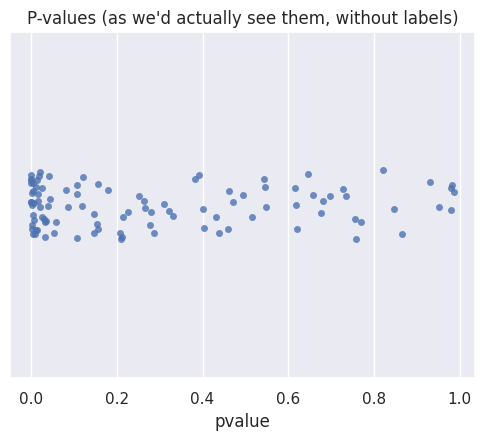 P-values (as we'd actually see them, without labels)
0.0 0.2 0.4 0.6 0.8 1.0
pvalue